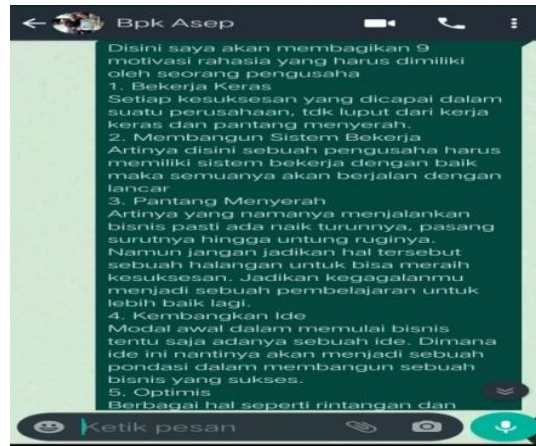 Bpk Asep
Disini saya akan membagikan 9
motivasi rahasia yang harus dimiliki
oleh seorang pengusaha
1. Bekerja Keras
Setiap kesuksesan yang dicapai dalam
suatu perusahaan, tdk luput dari kerja
keras dan pantang menyerah.
2. Membangun Sistem Bekerja
Artinya disini sebuah pengusaha harus
memiliki sistem bekerja dengan baik
maka semuanya akan berjalan dengan
lancar
3. Pantang Menyerah
Artinya yang namanya menjalankan
bisnis pasti ada naik turunnya, pasang
surutnya hingga untung ruginya.
Namun jangan jadikan hal tersebut
sebuah halangan untuk bisa meraih
kesuksesan. Jadikan kegagalanmu
menjadi sebuah pembelajaran untuk
lebih baik lagi.
4. Kembangkan Ide
Modal awal dalam memulai bisnis
tentu saja adanya sebuah ide. Dimana
ide ini nantinya akan menjadi sebuah
pondasi dalam membangun sebuah
bisnis yang sukses.
5. Optimis
Berbagai hal seperti rintangan dan
Ketik pesan